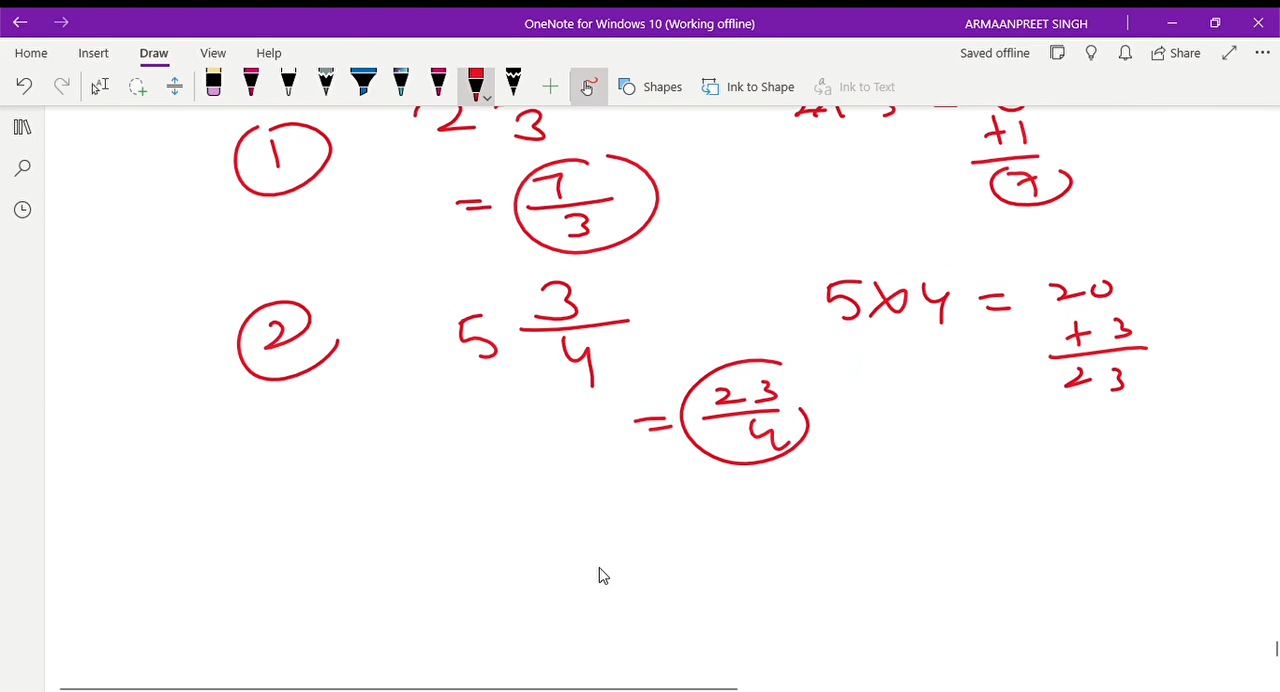 OneNote for Windows 10 (Working offline)
ARMAANPREET SINGH
Home Insert Draw View Help
Saved offline Share
Shapes Ink to Shape Ink to Text
1
2 3
+1
7
= 7/3
2
5 3/4
5x4 = 20
+ 3
23
= 23/4